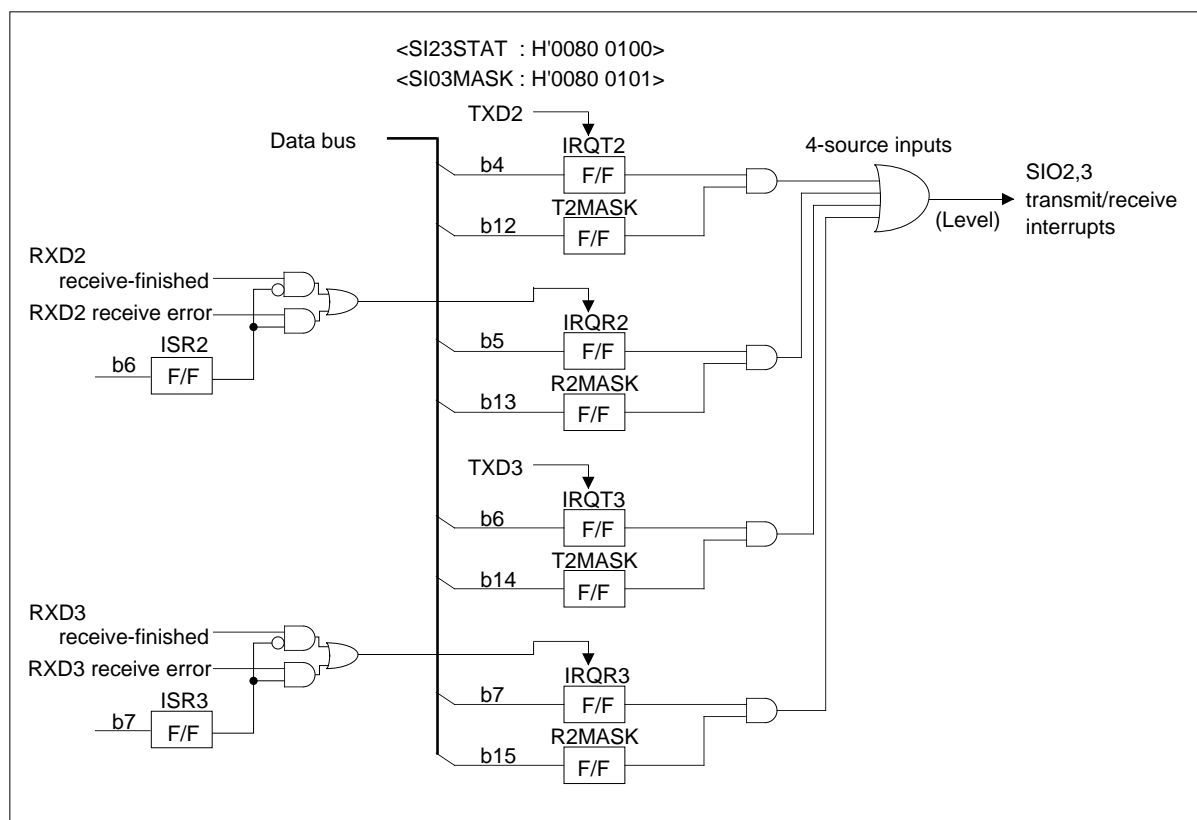 <SI23STAT : H'0080 0100>
<SI03MASK : H'0080 0101>
TXD2
Data bus
IRQT2
b4
F/F
4-source inputs
T2MASK
b12
F/F
(Level)
SIO2,3
transmit/receive
interrupts
RXD2
receive-finished
RXD2 receive error
ISR2
b6
F/F
IRQR2
b5
F/F
R2MASK
b13
F/F
TXD3
IRQT3
b6
F/F
T2MASK
b14
F/F
RXD3
receive-finished
RXD3 receive error
ISR3
b7
F/F
IRQR3
b7
F/F
R2MASK
b15
F/F